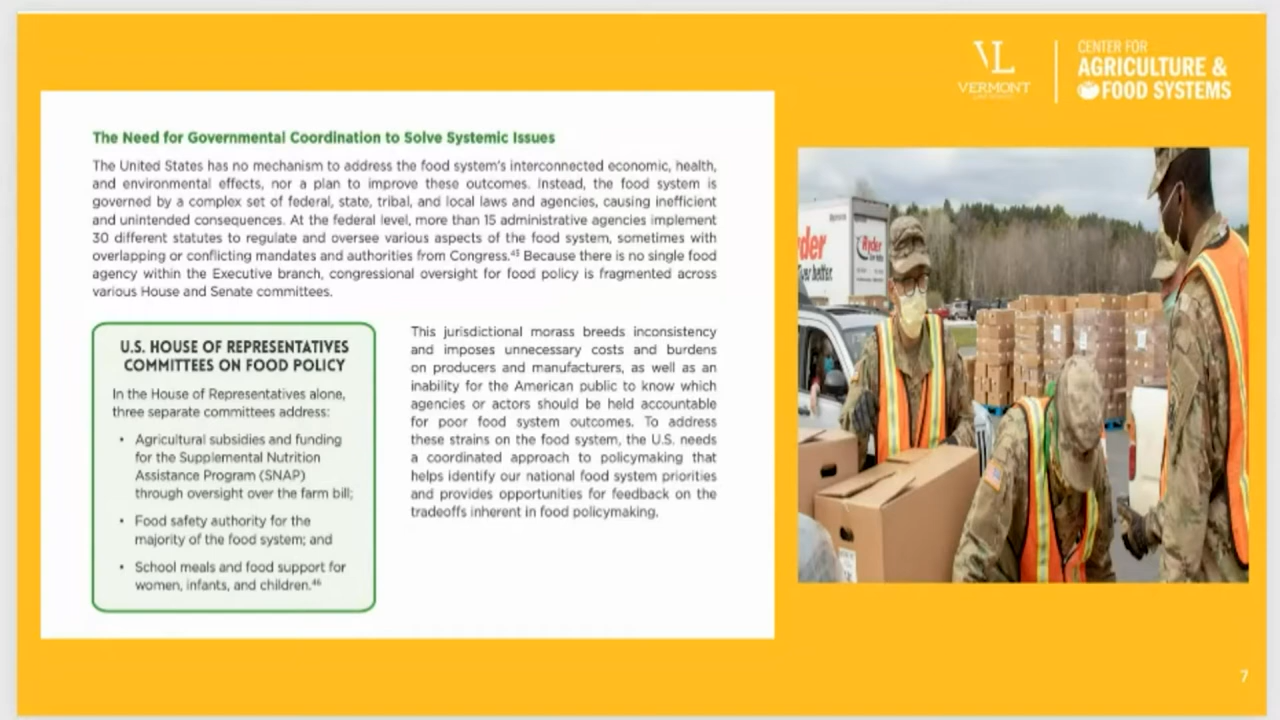 VL
VERMONT
CENTER FOR
AGRICULTURE &
FOOD SYSTEMS
The Need for Governmental Coordination to Solve Systemic Issues
The United States has no mechanism to address the food system's interconnected economic, health,
and environmental effects, nor a plan to improve these outcomes. Instead, the food system is
governed by a complex set of federal, state, tribal, and local laws and agencies, causing inefficient
and unintended consequences. At the federal level, more than 15 administrative agencies implement
30 different statutes to regulate and oversee various aspects of the food system, sometimes with
overlapping or conflicting mandates and authorities from Congress.⁴⁵ Because there is no single food
agency within the Executive branch, congressional oversight for food policy is fragmented across
various House and Senate committees.
U.S. HOUSE OF REPRESENTATIVES
COMMITTEES ON FOOD POLICY
In the House of Representatives alone,
three separate committees address:
• Agricultural subsidies and funding
for the Supplemental Nutrition
Assistance Program (SNAP)
through oversight over the farm bill;
• Food safety authority for the
majority of the food system; and
• School meals and food support for
women, infants, and children.⁴⁶
This jurisdictional morass breeds inconsistency
and imposes unnecessary costs and burdens
on producers and manufacturers, as well as an
inability for the American public to know which
agencies or actors should be held accountable
for poor food system outcomes. To address
these strains on the food system, the U.S. needs
a coordinated approach to policymaking that
helps identify our national food system priorities
and provides opportunities for feedback on the
tradeoffs inherent in food policymaking.
Ryder
der
ver better.
7